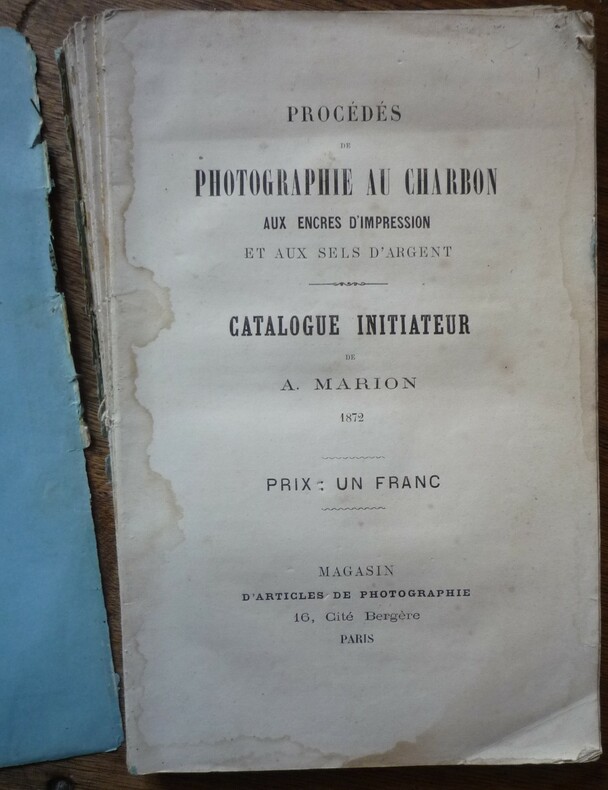 PROCÉDÉS
DE
PHOTOGRAPHIE AU CHARBON
AUX ENCRES D'IMPRESSION
ET AUX SELS D'ARGENT
CATALOGUE INITIATEUR
DE
A. MARION
1872
PRIX : UN FRANC
MAGASIN
D'ARTICLES DE PHOTOGRAPHIE
16, Cité Bergère
PARIS